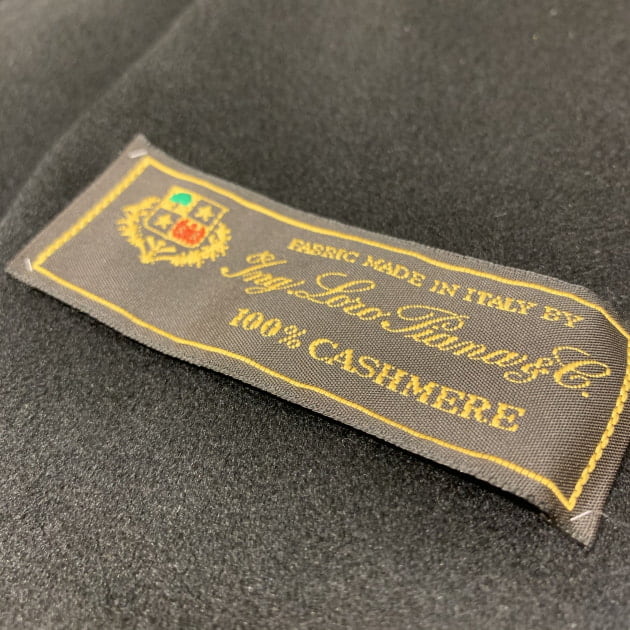 FABRIC MADE IN ITALY BY
Ing. Loro Piana & C.
100% CASHMERE